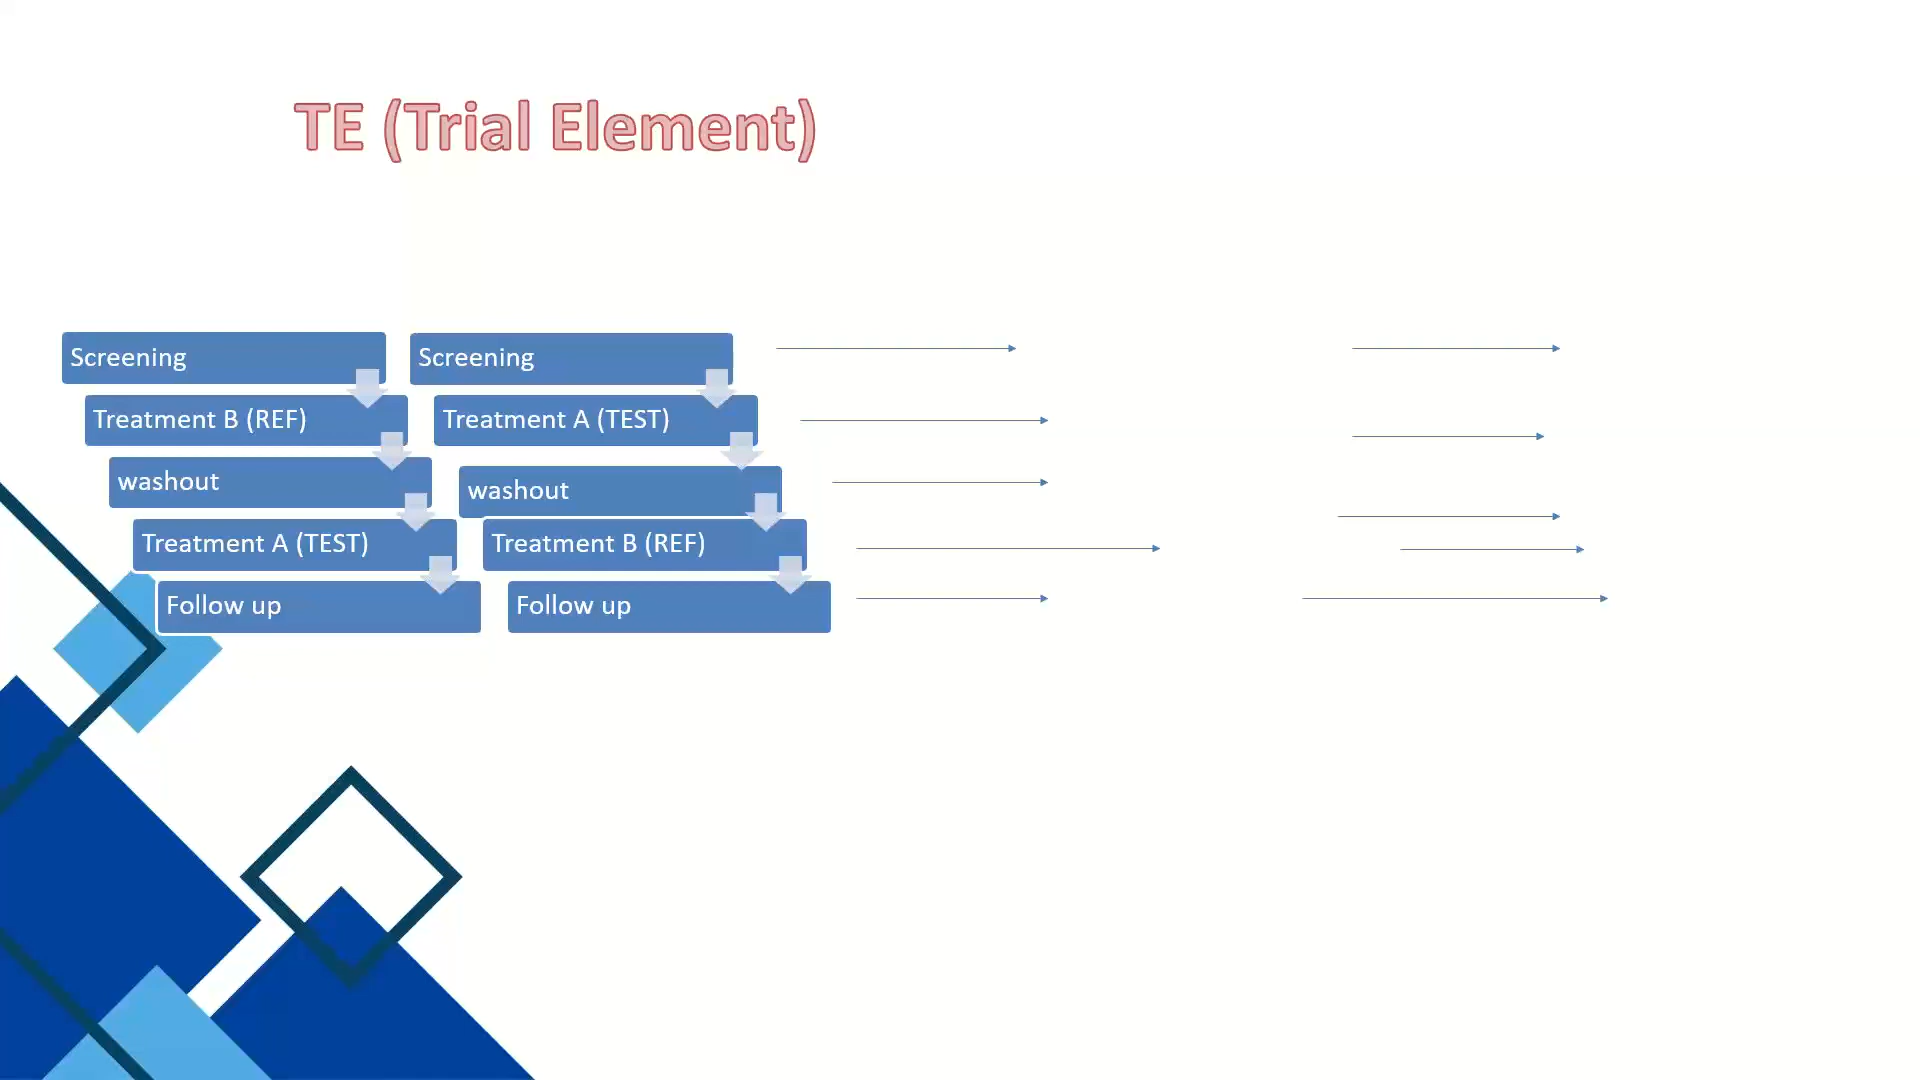 TE (Trial Element)
Screening
Treatment B (REF)
washout
Treatment A (TEST)
Follow up
Screening
Treatment A (TEST)
washout
Treatment B (REF)
Follow up